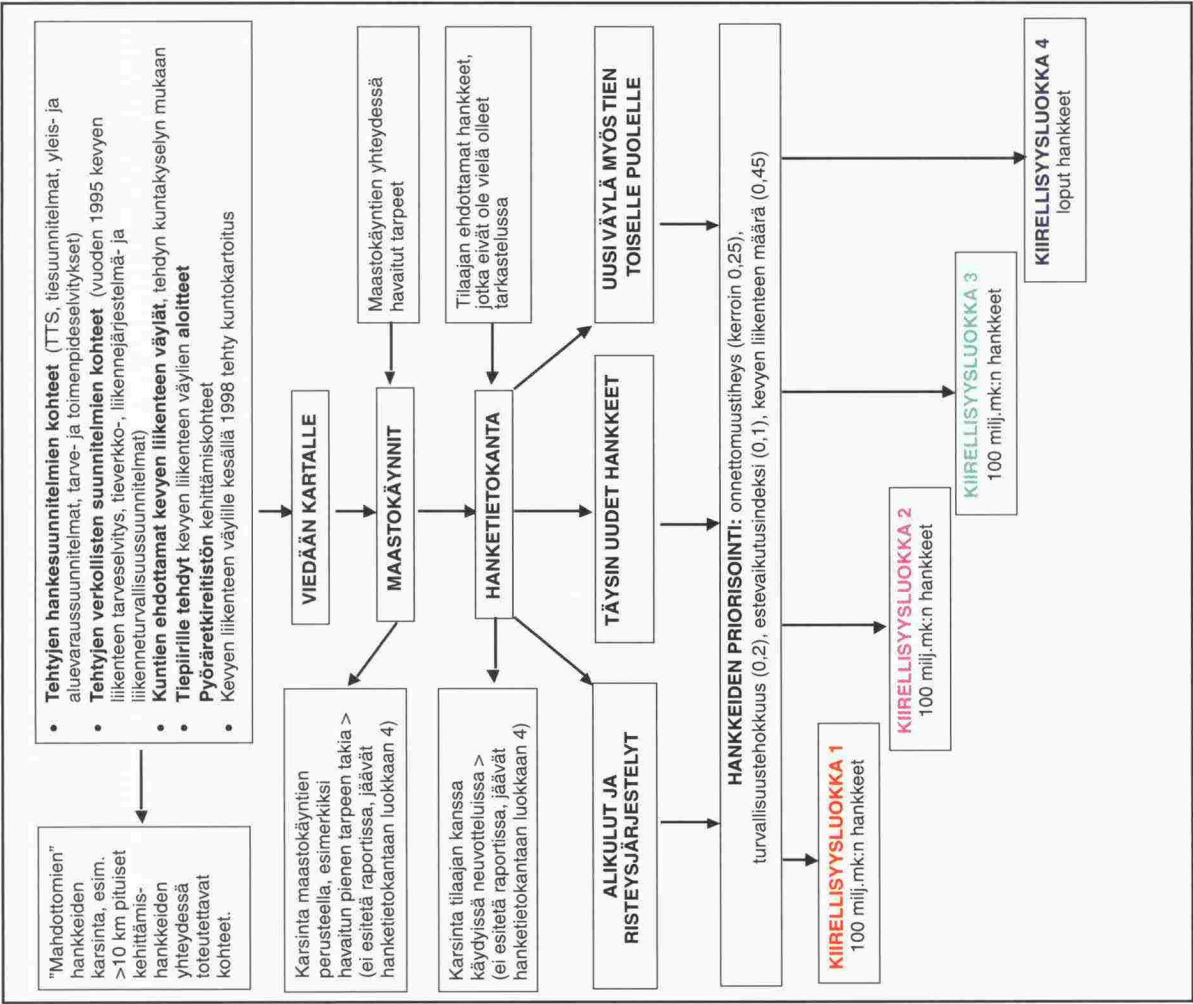 • Tehtyjen hankesuunnitelmien kohteet (TTS, tiesuunnitelmat, yleis- ja
aluevaraussuunnitelmat, tarve- ja toimenpideselvitykset)
• Tehtyjen verkollisten suunnitelmien kohteet (vuoden 1995 kevyen
liikenteen tarveselvitys, tieverkko-, liikennejärjestelmä- ja
liikenneturvallisuussuunnitelmat)
• Kuntien ehdottamat kevyen liikenteen väylät, tehdyn kuntakyselyn mukaan
• Tiepiirille tehdyt kevyen liikenteen väylien aloitteet
Pyöräretkireitistön kehittämiskohteet
• Kevyen liikenteen väylille kesällä 1998 tehty kuntokartoitus
"Mahdottomien"
hankkeiden
karsinta, esim.
>10 km pituiset
kehittämis-
hankkeiden
yhteydessä
toteutettavat
kohteet.
VIEDÄÄN KARTALLE
Maastokäyntien yhteydessä
havaitut tarpeet
MAASTOKÄYNNIT
Karsinta maastokäyntien
perusteella, esimerkiksi
havaitun pienen tarpeen takia >
(ei esitetä raportissa, jäävät
hanketietokantaan luokkaan 4)
Tilaajan ehdottamat hankkeet,
jotka eivät ole vielä olleet
tarkastelussa
HANKETIETOKANTA
Karsinta tilaajan kanssa
käydyissä neuvotteluissa >
(ei esitetä raportissa, jäävät
hanketietokantaan luokkaan 4)
ALIKULUT JA
RISTEYSJÄRJESTELYT
TÄYSIN UUDET HANKKEET
UUSI VÄYLÄ MYÖS TIEN
TOISELLE PUOLELLE
HANKKEIDEN PRIORISOINTI: onnettomuustiheys (kerroin 0,25),
turvallisuustehokkuus (0,2), estevaikutusindeksi (0,1), kevyen liikenteen määrä (0,45)
KIIRELLISYYSLUOKKA 1
100 milj.mk:n hankkeet
KIIRELLISYYSLUOKKA 2
100 milj.mk:n hankkeet
KIIRELLISYYSLUOKKA 3
100 milj.mk:n hankkeet
KIIRELLISYYSLUOKKA 4
loput hankkeet